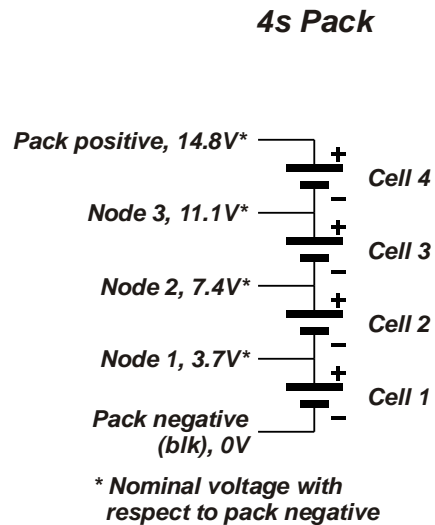 4s Pack
Pack positive, 14.8V*
+
Cell 4
−
Node 3, 11.1V*
+
Cell 3
−
Node 2, 7.4V*
+
Cell 2
−
Node 1, 3.7V*
+
Cell 1
−
Pack negative
(blk), 0V
* Nominal voltage with
respect to pack negative